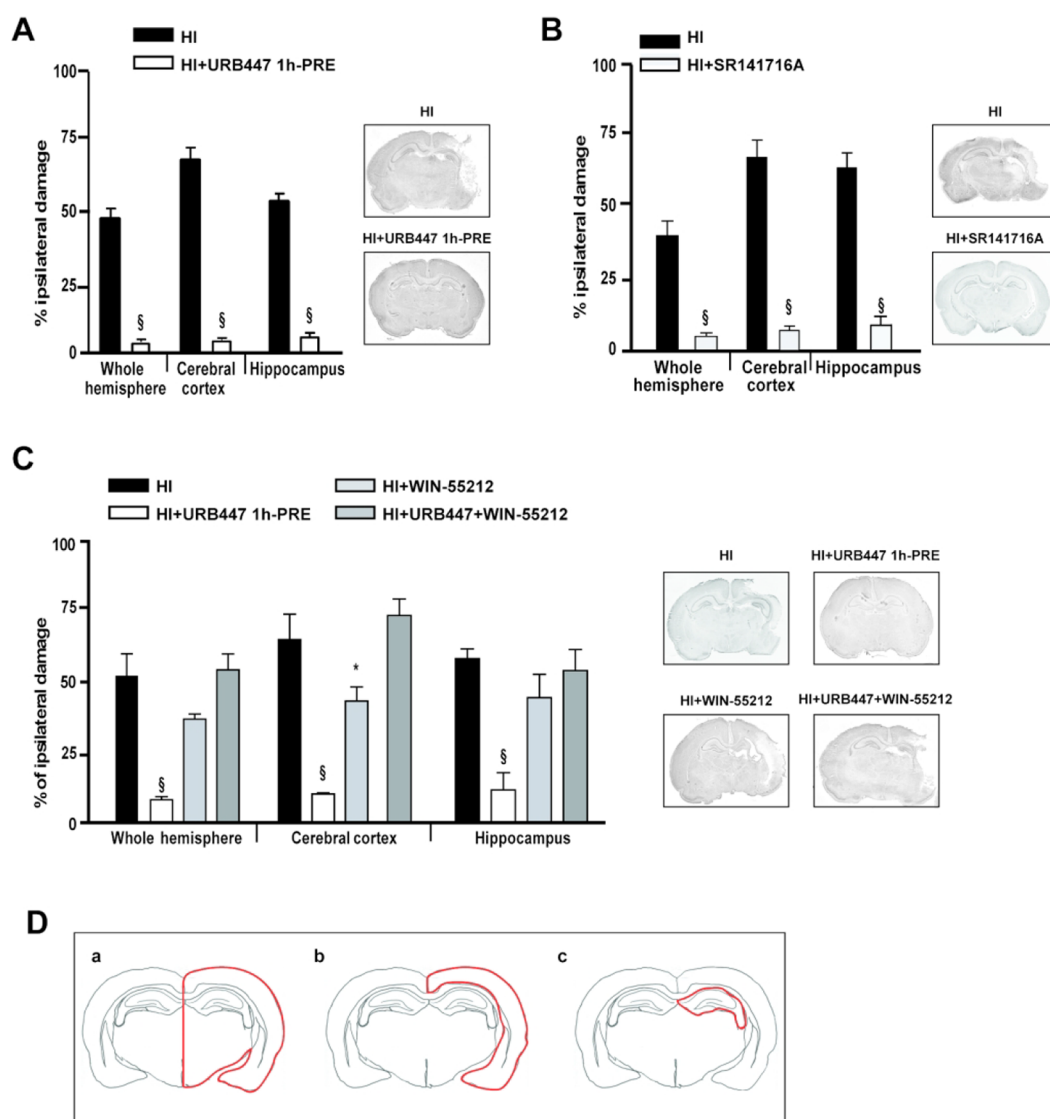 A
HI
HI+URB447 1h-PRE
% ipsilateral damage
100
75
50
25
0
§
§
§
Whole hemisphere
Cerebral cortex
Hippocampus
HI
HI+URB447 1h-PRE
B
HI
HI+SR141716A
% ipsilateral damage
100
75
50
25
0
§
§
§
Whole hemisphere
Cerebral cortex
Hippocampus
HI
HI+SR141716A
C
HI
HI+URB447 1h-PRE
HI+WIN-55212
HI+URB447+WIN-55212
% of ipsilateral damage
100
75
50
25
0
§
§
*
§
Whole hemisphere
Cerebral cortex
Hippocampus
HI
HI+URB447 1h-PRE
HI+WIN-55212
HI+URB447+WIN-55212
D
a
b
c